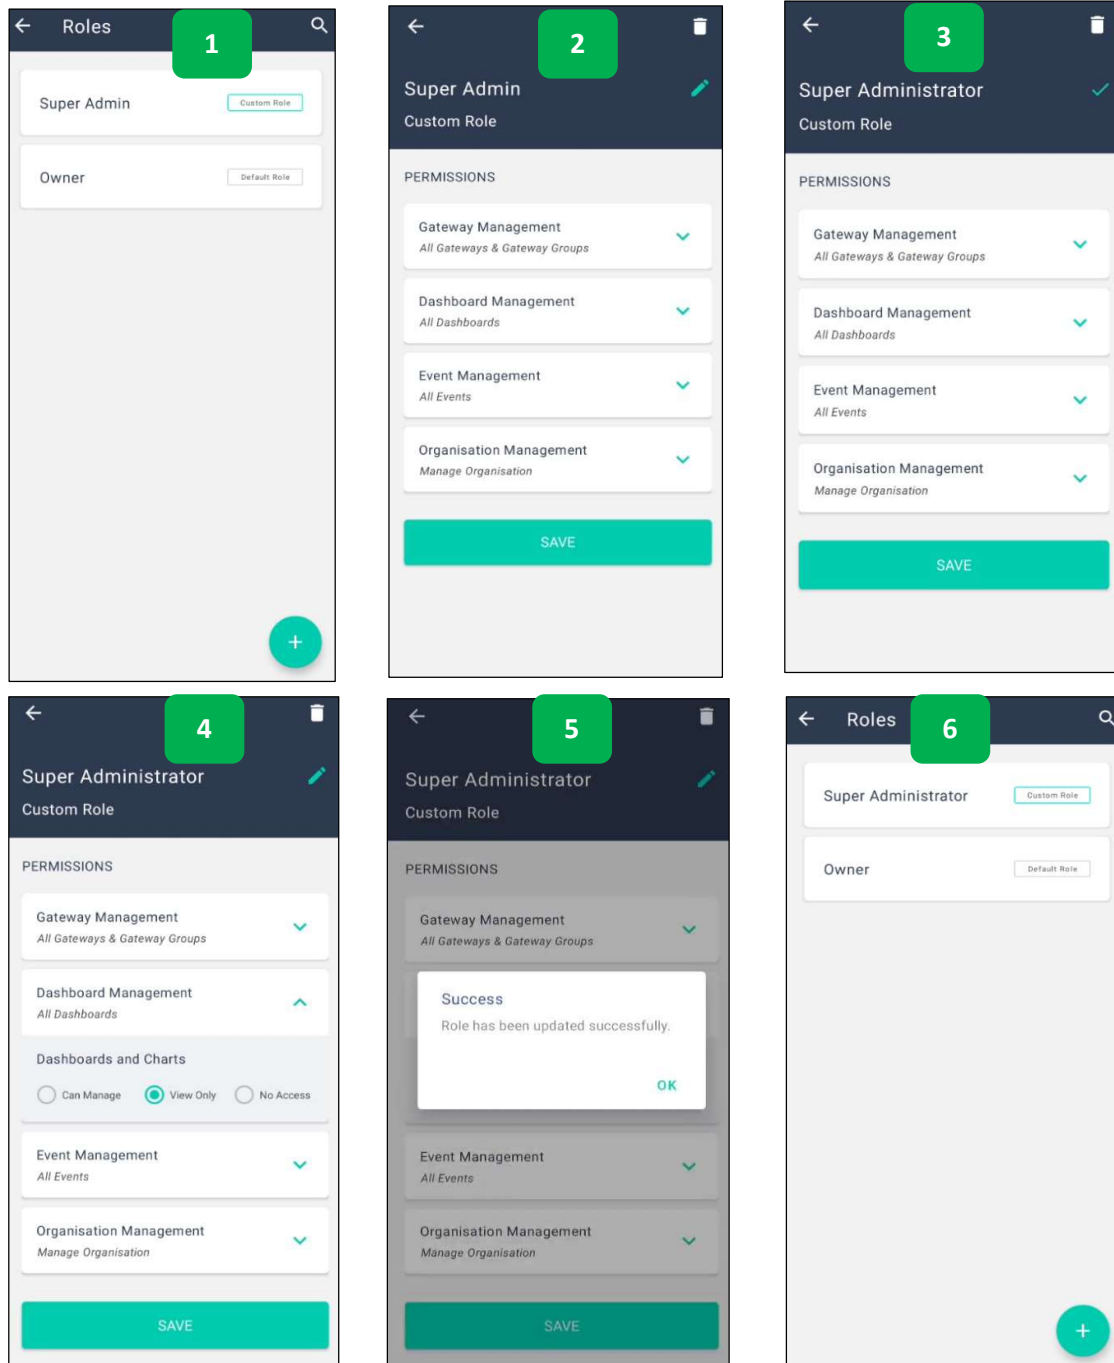 Roles
1
Super Admin
Custom Role
Owner
Default Role
+
2
Super Admin
Custom Role
PERMISSIONS
Gateway Management
All Gateways & Gateway Groups
Dashboard Management
All Dashboards
Event Management
All Events
Organisation Management
Manage Organisation
SAVE
3
Super Administrator
Custom Role
PERMISSIONS
Gateway Management
All Gateways & Gateway Groups
Dashboard Management
All Dashboards
Event Management
All Events
Organisation Management
Manage Organisation
SAVE
4
Super Administrator
Custom Role
PERMISSIONS
Gateway Management
All Gateways & Gateway Groups
Dashboard Management
All Dashboards
Dashboards and Charts
Can Manage View Only No Access
Event Management
All Events
Organisation Management
Manage Organisation
SAVE
5
Super Administrator
Custom Role
PERMISSIONS
Gateway Management
All Gateways & Gateway Groups
Success
Role has been updated successfully.
OK
Event Management
All Events
Organisation Management
Manage Organisation
SAVE
Roles
6
Super Administrator
Custom Role
Owner
Default Role
+